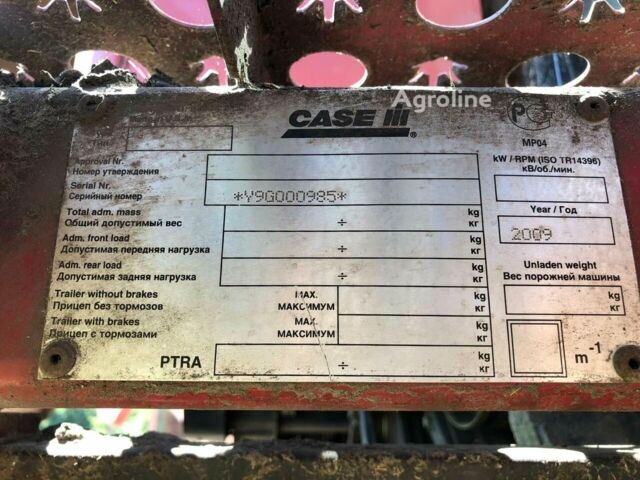 Agroline
CASE III
®
MP04
Approval Nr.
Номер утверждения
kW / RPM (ISO TR14396)
кВ/об./мин.
Serial Nr.
Серийный номер
*Y9G000985*
Total adm. mass
Общий допустимый вес
÷
kg
кг
Year / Год
2009
Adm. front load
Допустимая передняя нагрузка
÷
kg
кг
Adm. rear load
Допустимая задняя нагрузка
÷
kg
кг
Unladen weight
Вес порожней машины
kg
кг
Trailer without brakes
Прицеп без тормозов
MAX.
МАКСИМУМ
kg
кг
Trailer with brakes
Прицеп с тормозами
MAX.
МАКСИМУМ
kg
кг
PTRA
÷
kg
кг
m-1